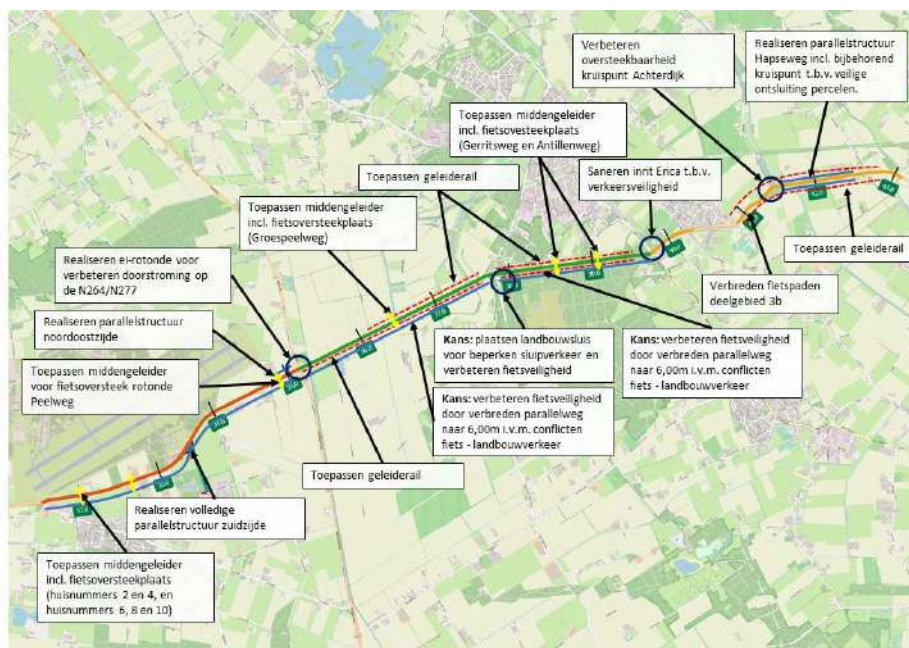 Verbeteren
oversteekbaarheid
kruispunt Achterdijk
Realiseren parallelstructuur
Hapseweg incl. bijbehorend
kruispunt t.b.v. veilige
ontsluiting percelen.
Toepassen middengeleider
incl. fietsovesteekplaats
(Gerritsweg en Antillenweg)
Saneren innrt Erica t.b.v.
verkeersveiligheid
Toepassen geleiderail
Toepassen middengeleider
incl. fietsoversteekplaats
(Groespeelweg)
Toepassen geleiderail
Realiseren ei-rotonde voor
verbeteren doorstroming op
de N264/N277
Verbreden fietspaden
deelgebied 3b
Realiseren parallelstructuur
noordoostzijde
Kans: plaatsen landbouwsluis
voor beperken sluipverkeer en
verbeteren fietsveiligheid
Kans: verbeteren fietsveiligheid
door verbreden parallelweg
naar 6,00m i.v.m. conflicten
fiets - landbouwverkeer
Toepassen middengeleider
voor fietsoversteek rotonde
Peelweg
Kans: verbeteren fietsveiligheid
door verbreden parallelweg
naar 6,00m i.v.m. conflicten
fiets - landbouwverkeer
Toepassen geleiderail
Realiseren volledige
parallelstructuur zuidzijde
Toepassen middengeleider
incl. fietsoversteekplaats
(huisnummers 2 en 4, en
huisnummers 6, 8 en 10)